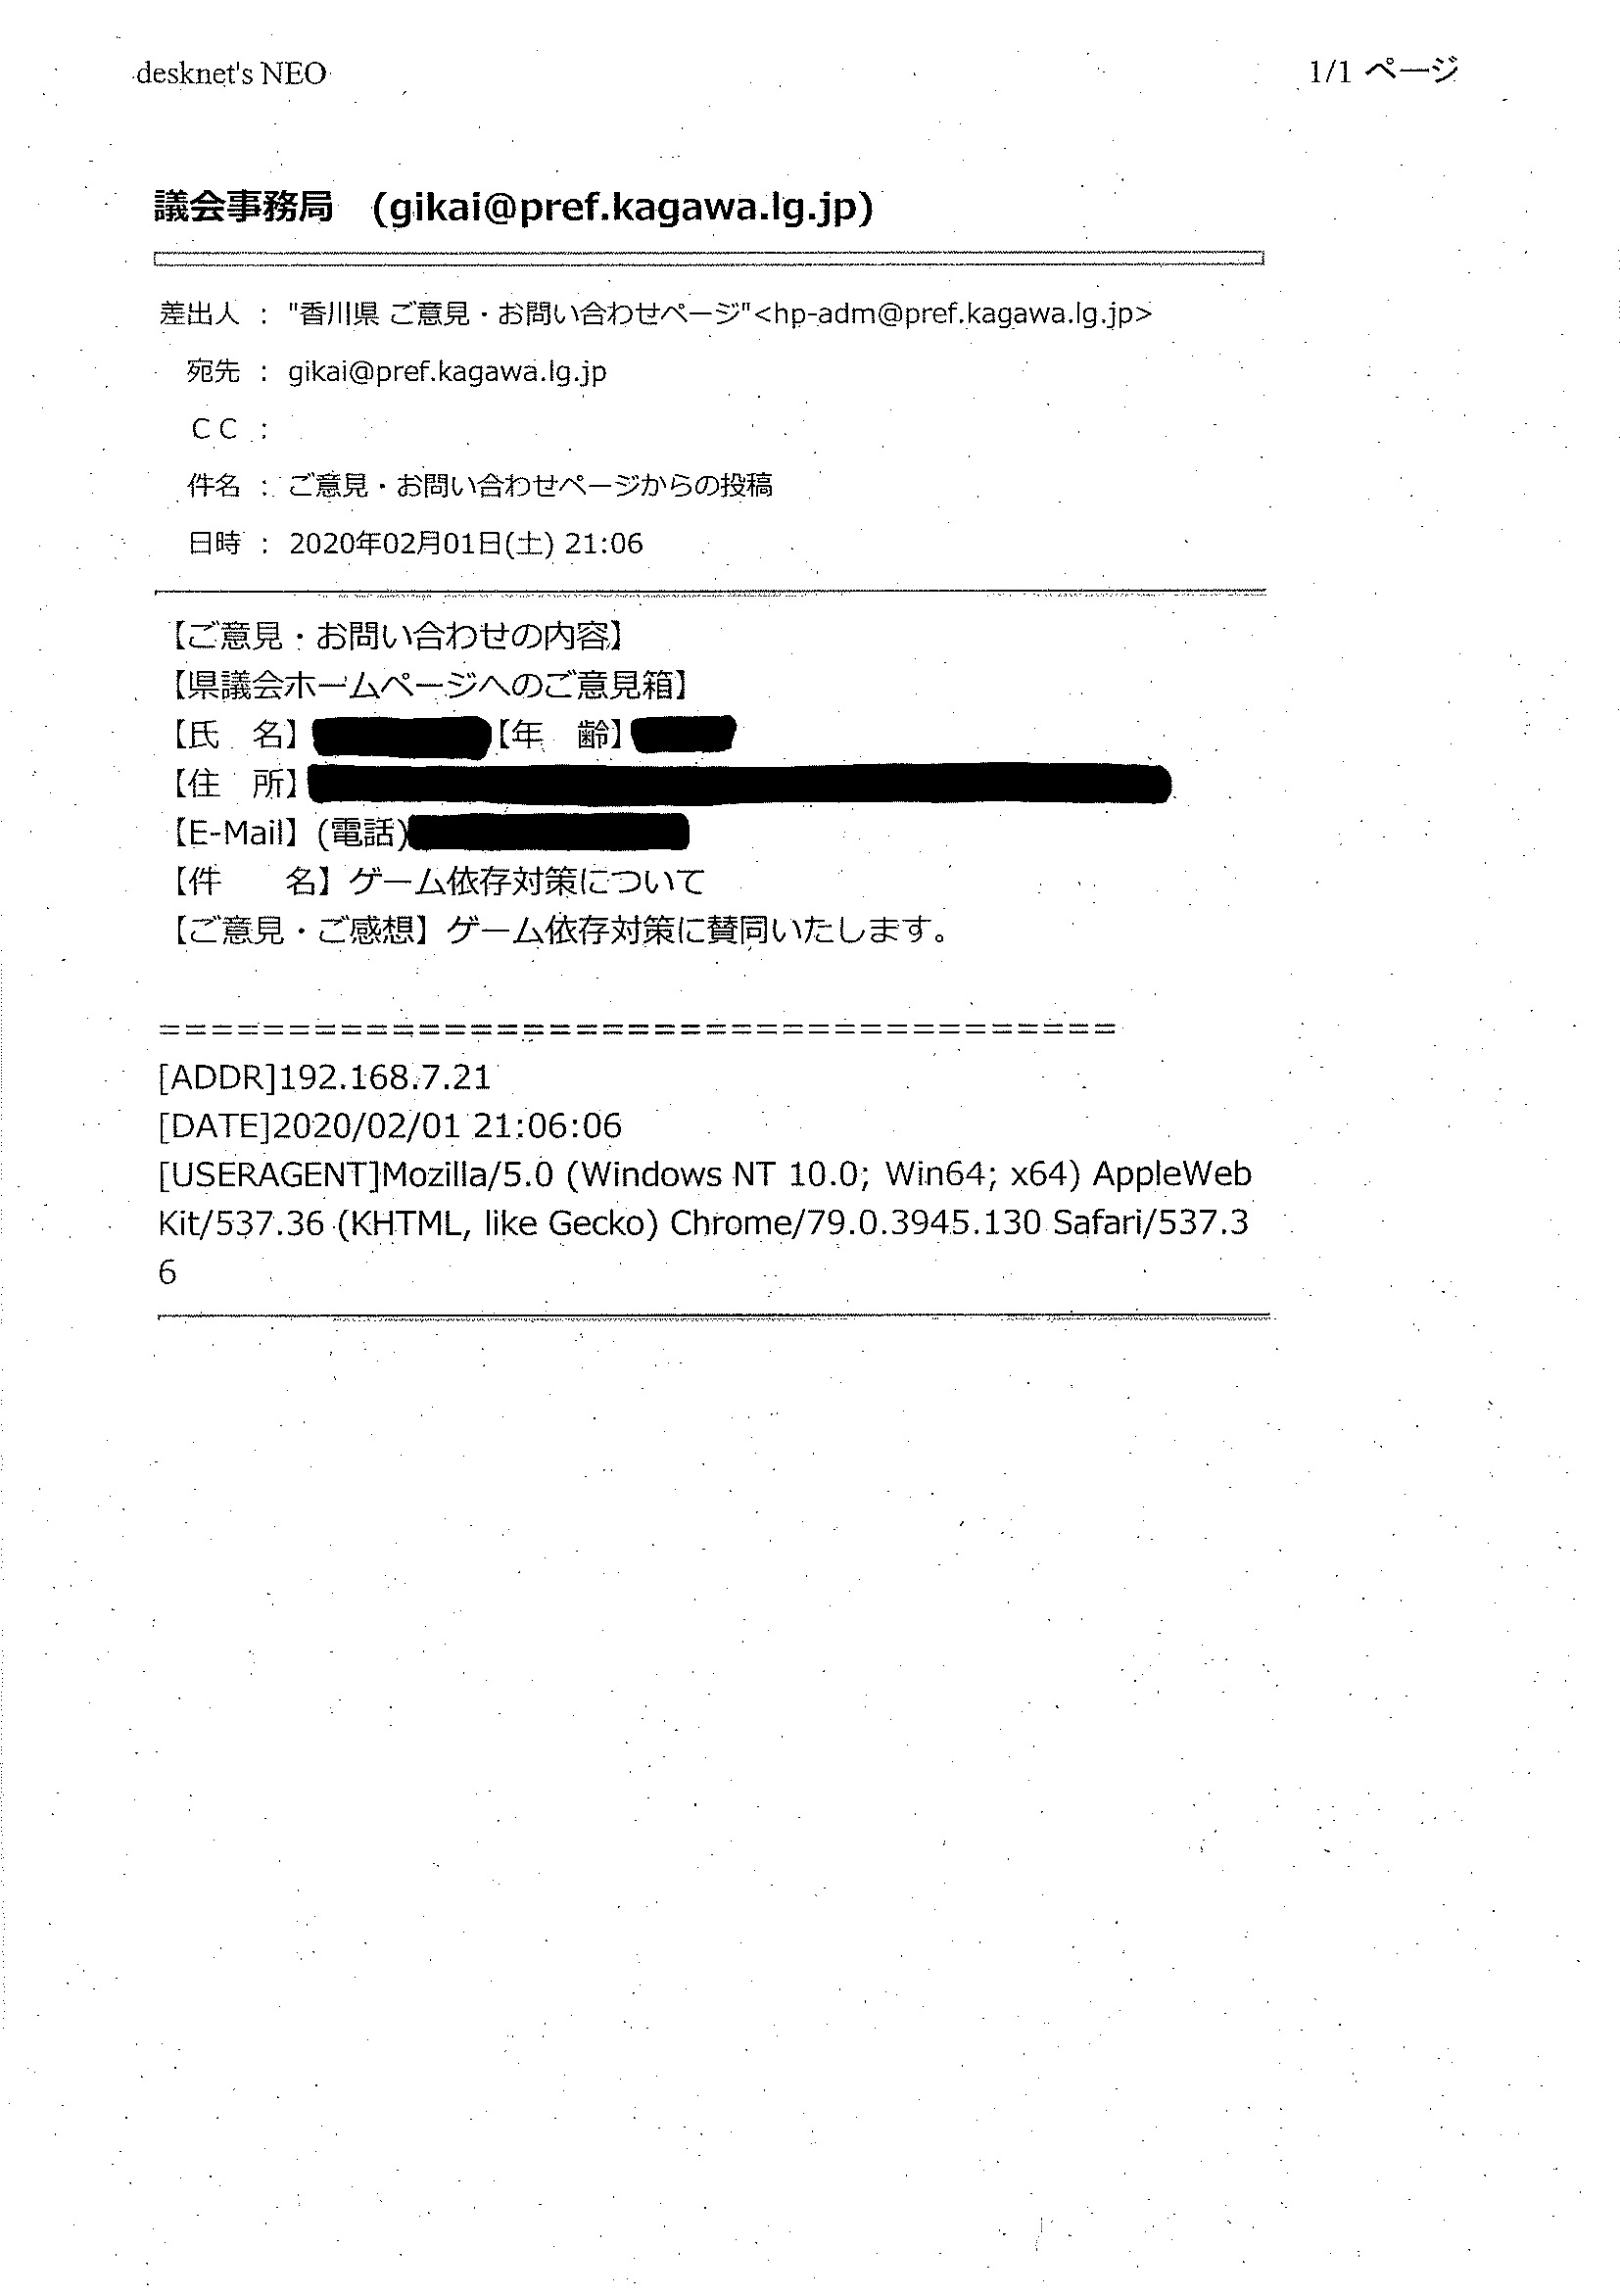 desknet's NEO
1/1 ページ
議会事務局　(gikai@pref.kagawa.lg.jp)
差出人 : "香川県 ご意見・お問い合わせページ"<hp-adm@pref.kagawa.lg.jp>
宛先 : gikai@pref.kagawa.lg.jp
ＣＣ :
件名 : ご意見・お問い合わせページからの投稿
日時 : 2020年02月01日(土) 21:06
【ご意見・お問い合わせの内容】
【県議会ホームページへのご意見箱】
【氏　名】【年　齢】
【住　所】
【E-Mail】(電話)
【件　　名】ゲーム依存対策について
【ご意見・ご感想】ゲーム依存対策に賛同いたします。
=====================================
[ADDR]192.168.7.21
[DATE]2020/02/01 21:06:06
[USERAGENT]Mozilla/5.0 (Windows NT 10.0; Win64; x64) AppleWeb
Kit/537.36 (KHTML, like Gecko) Chrome/79.0.3945.130 Safari/537.3
6